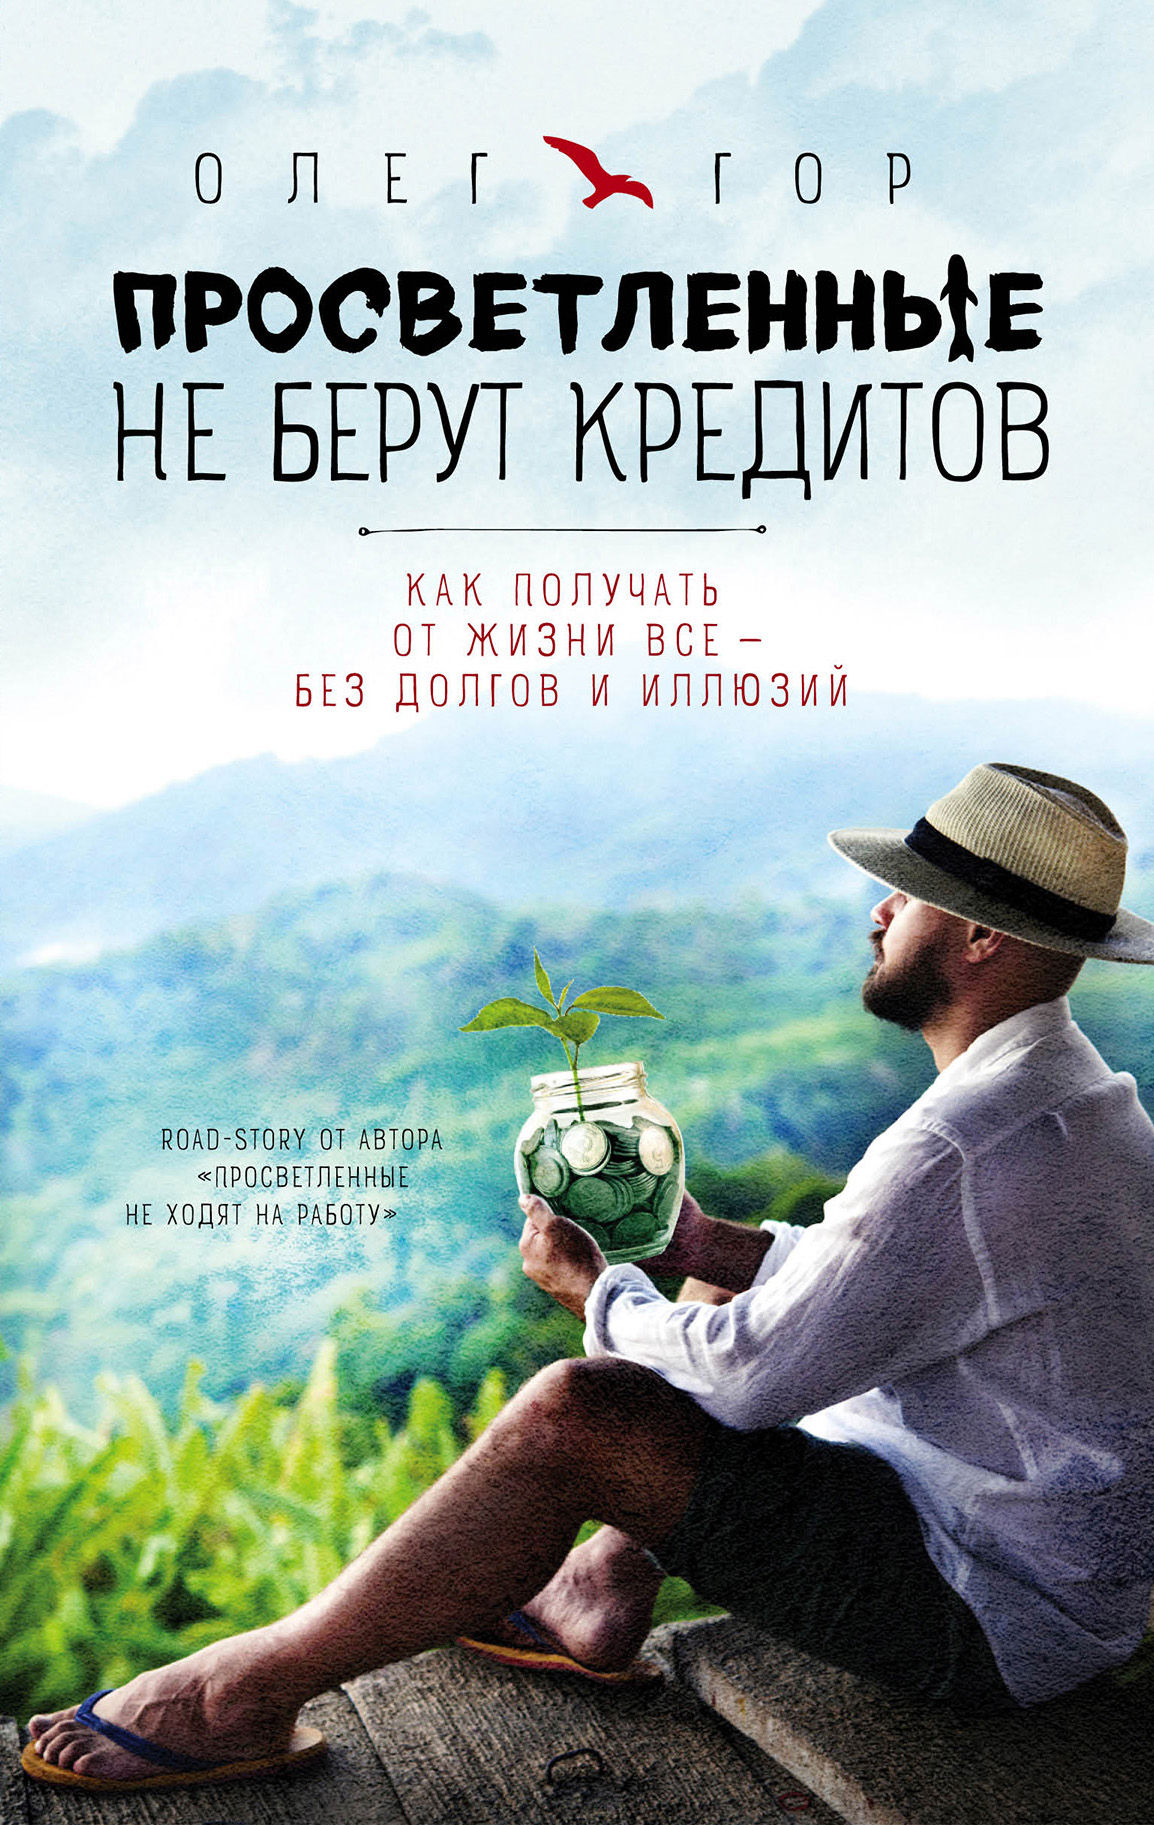 ОЛЕГ ГОР
ПРОСВЕТЛЕННЫЕ
НЕ БЕРУТ КРЕДИТОВ
КАК ПОЛУЧАТЬ
ОТ ЖИЗНИ ВСЕ –
БЕЗ ДОЛГОВ И ИЛЛЮЗИЙ
ROAD-STORY ОТ АВТОРА
«ПРОСВЕТЛЕННЫЕ
НЕ ХОДЯТ НА РАБОТУ»